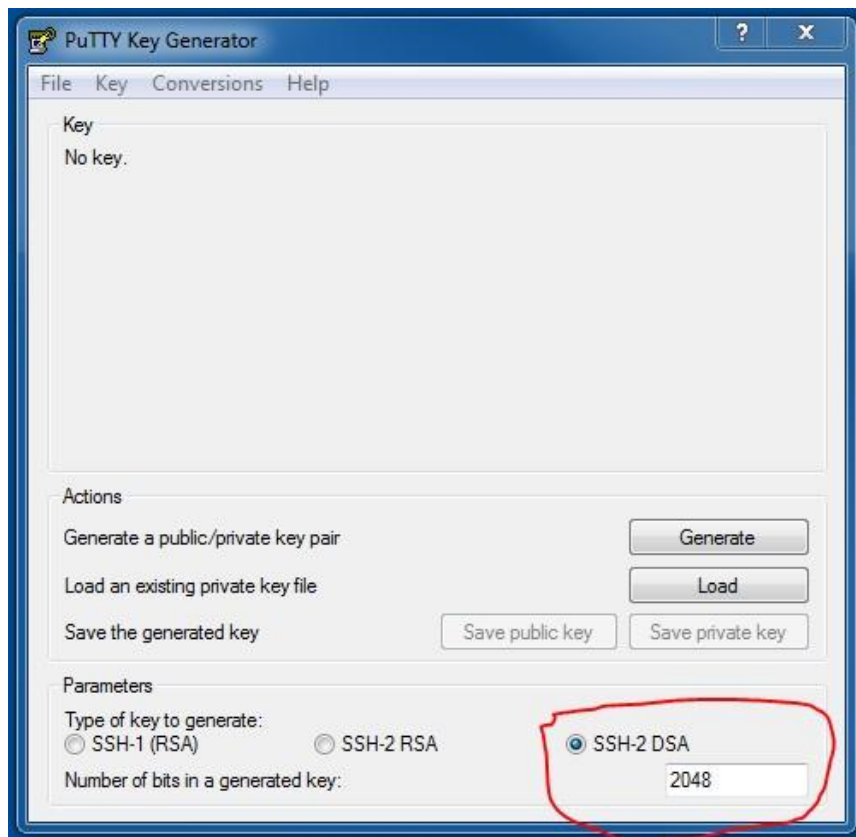 PuTTY Key Generator
File Key Conversions Help
Key
No key.
Actions
Generate a public/private key pair Generate
Load an existing private key file Load
Save the generated key Save public key Save private key
Parameters
Type of key to generate:
SSH-1 (RSA) SSH-2 RSA SSH-2 DSA
Number of bits in a generated key: 2048